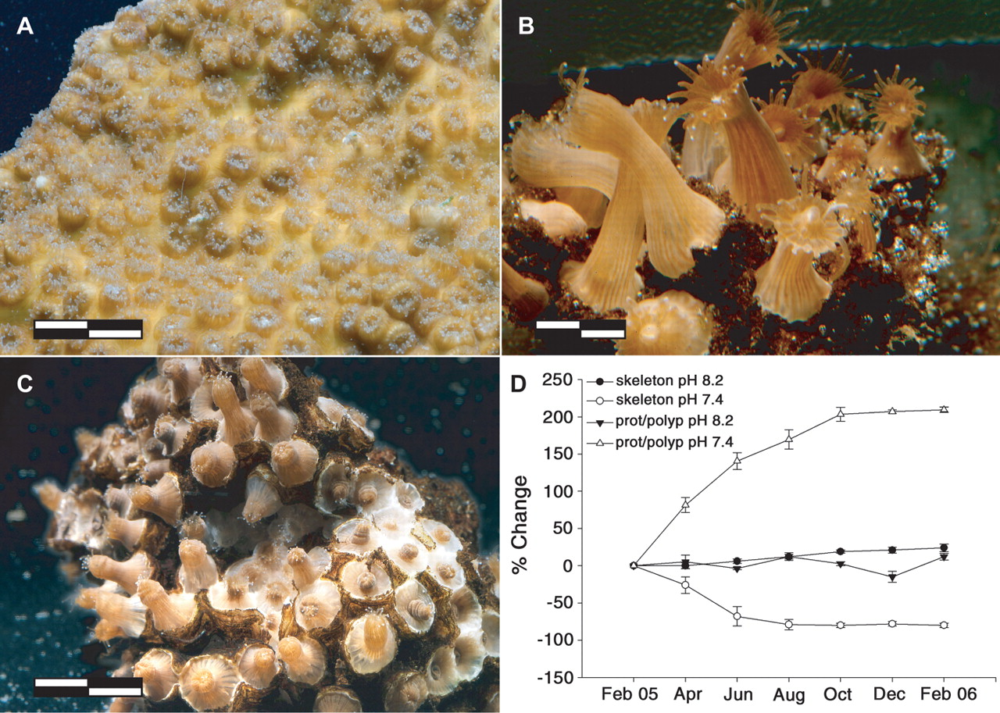 A
B
C
D
skeleton pH 8.2
skeleton pH 7.4
prot/polyp pH 8.2
prot/polyp pH 7.4
% Change
250
200
150
100
50
0
-50
-100
-150
Feb 05 Apr Jun Aug Oct Dec Feb 06